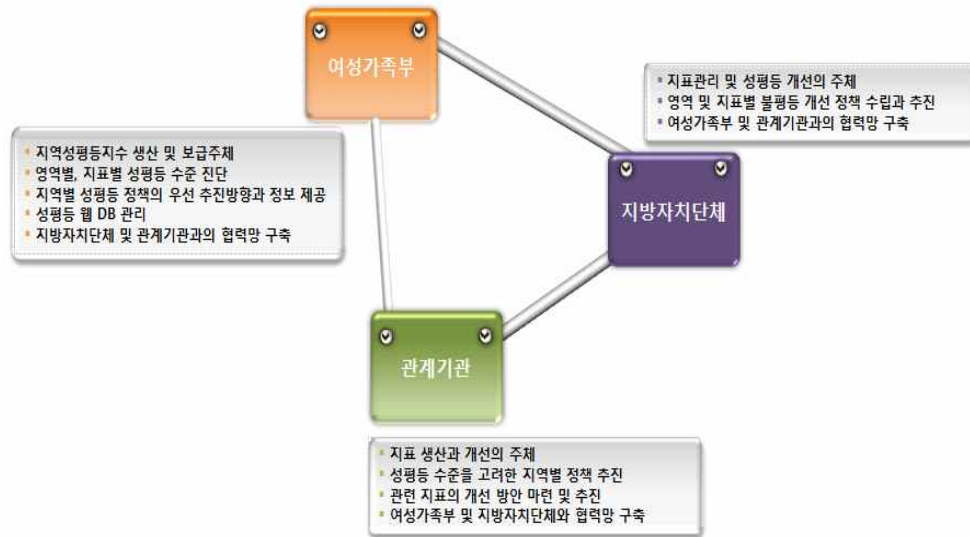 여성가족부
지역성평등지수 생산 및 보급주체
영역별, 지표별 성평등 수준 진단
지역별 성평등 정책의 우선 추진방향과 정보 제공
성평등 웹 DB 관리
지방자치단체 및 관계기관과의 협력망 구축
지표관리 및 성평등 개선의 주체
영역 및 지표별 불평등 개선 정책 수립과 추진
여성가족부 및 관계기관과의 협력망 구축
지방자치단체
관계기관
지표 생산과 개선의 주체
성평등 수준을 고려한 지역별 정책 추진
관련 지표의 개선 방안 마련 및 추진
여성가족부 및 지방자치단체와 협력망 구축